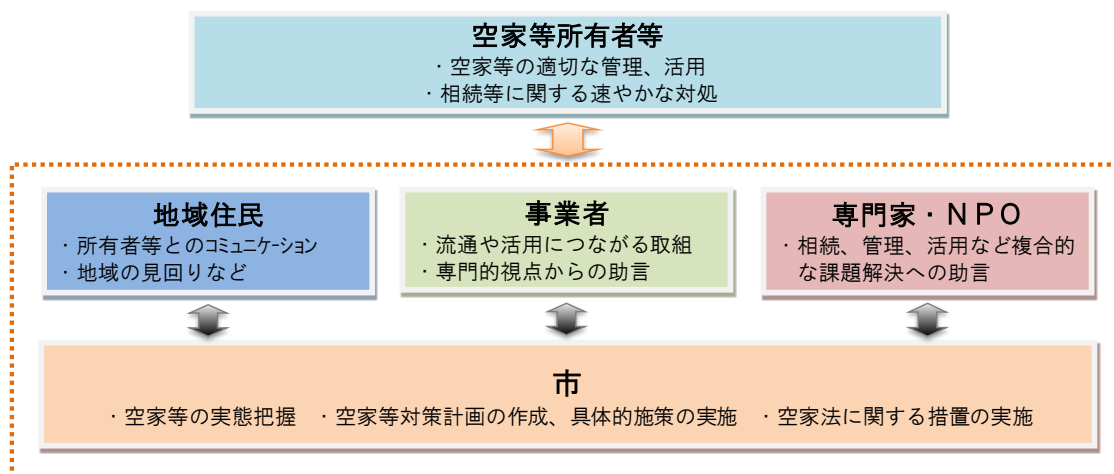 空家等所有者等
・空家等の適切な管理、活用
・相続等に関する速やかな対処
地域住民
・所有者等とのコミュニケーション
・地域の見回りなど
事業者
・流通や活用につながる取組
・専門的視点からの助言
専門家・ＮＰＯ
・相続、管理、活用など複合的
な課題解決への助言
市
・空家等の実態把握　・空家等対策計画の作成、具体的施策の実施　・空家法に関する措置の実施